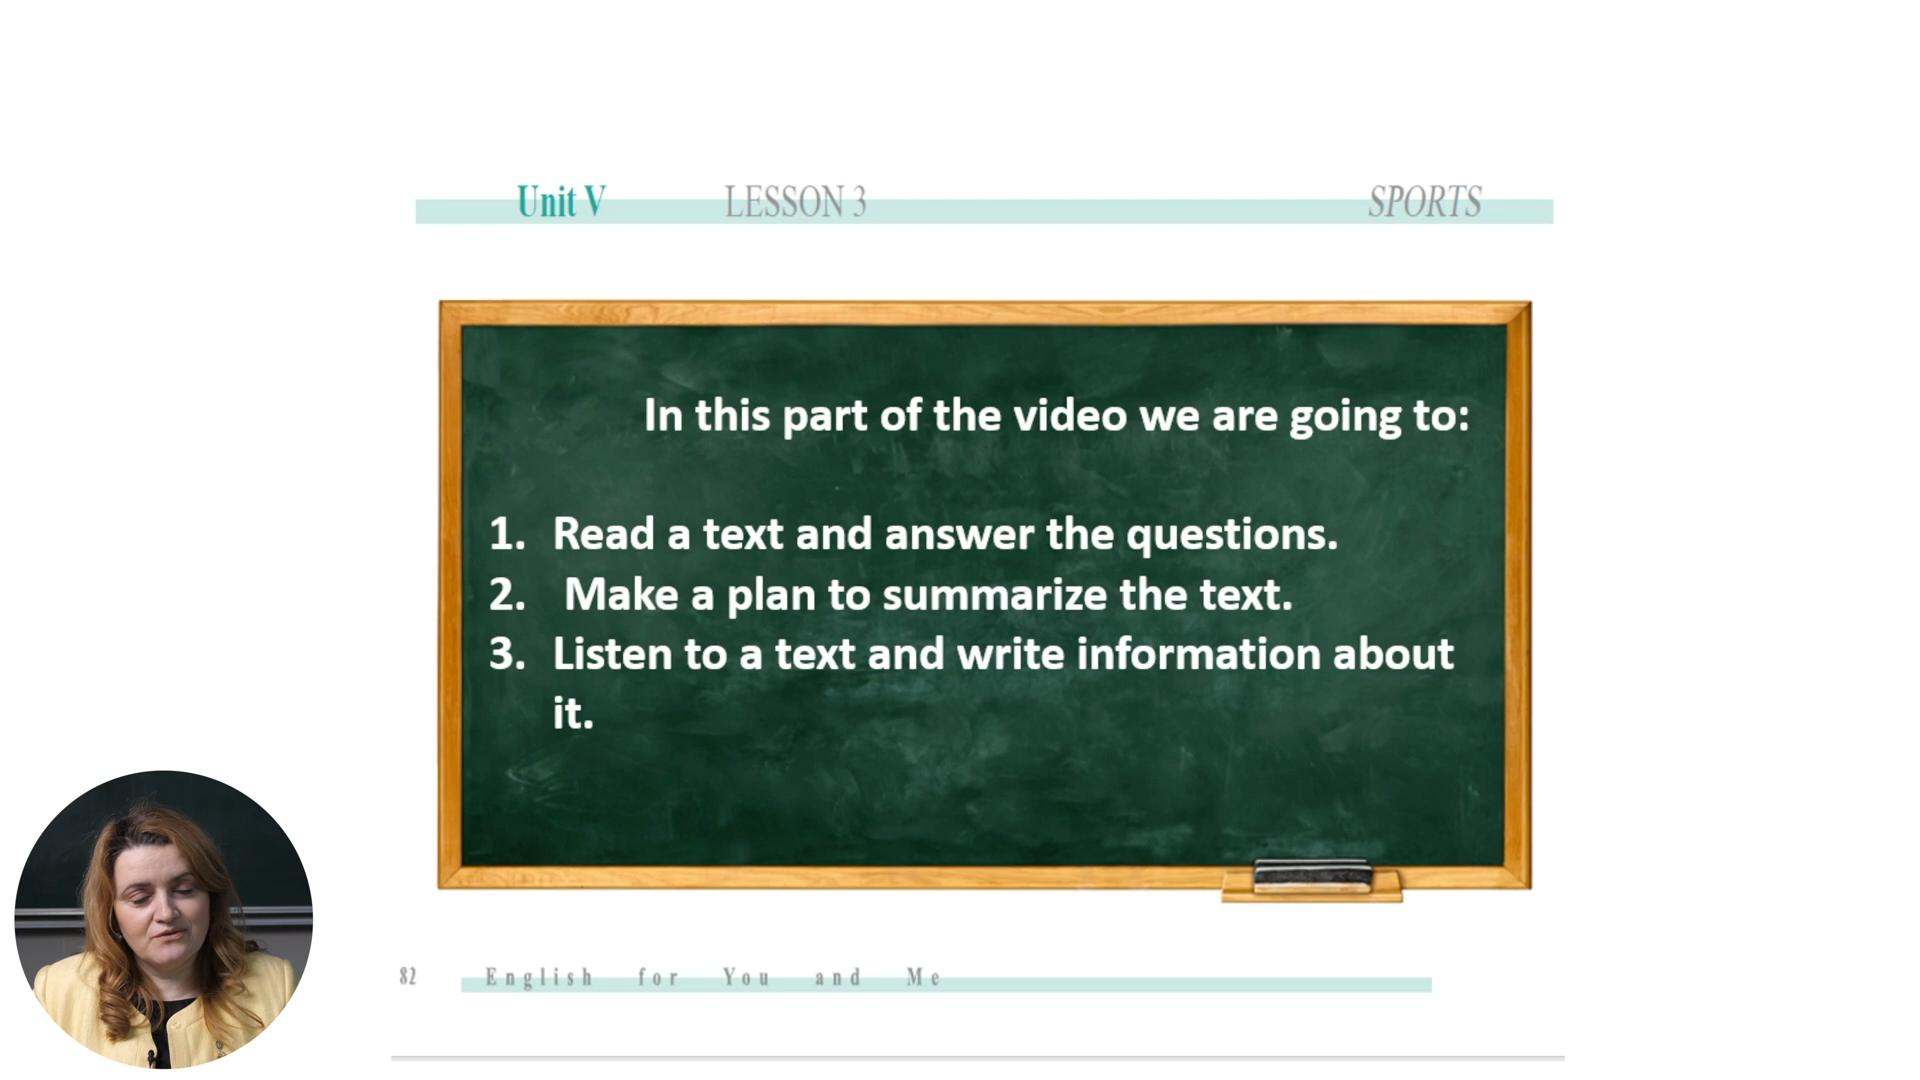 Unit V LESSON 3 SPORTS
In this part of the video we are going to:
1. Read a text and answer the questions.
2. Make a plan to summarize the text.
3. Listen to a text and write information about
it.
82 English for You and Me